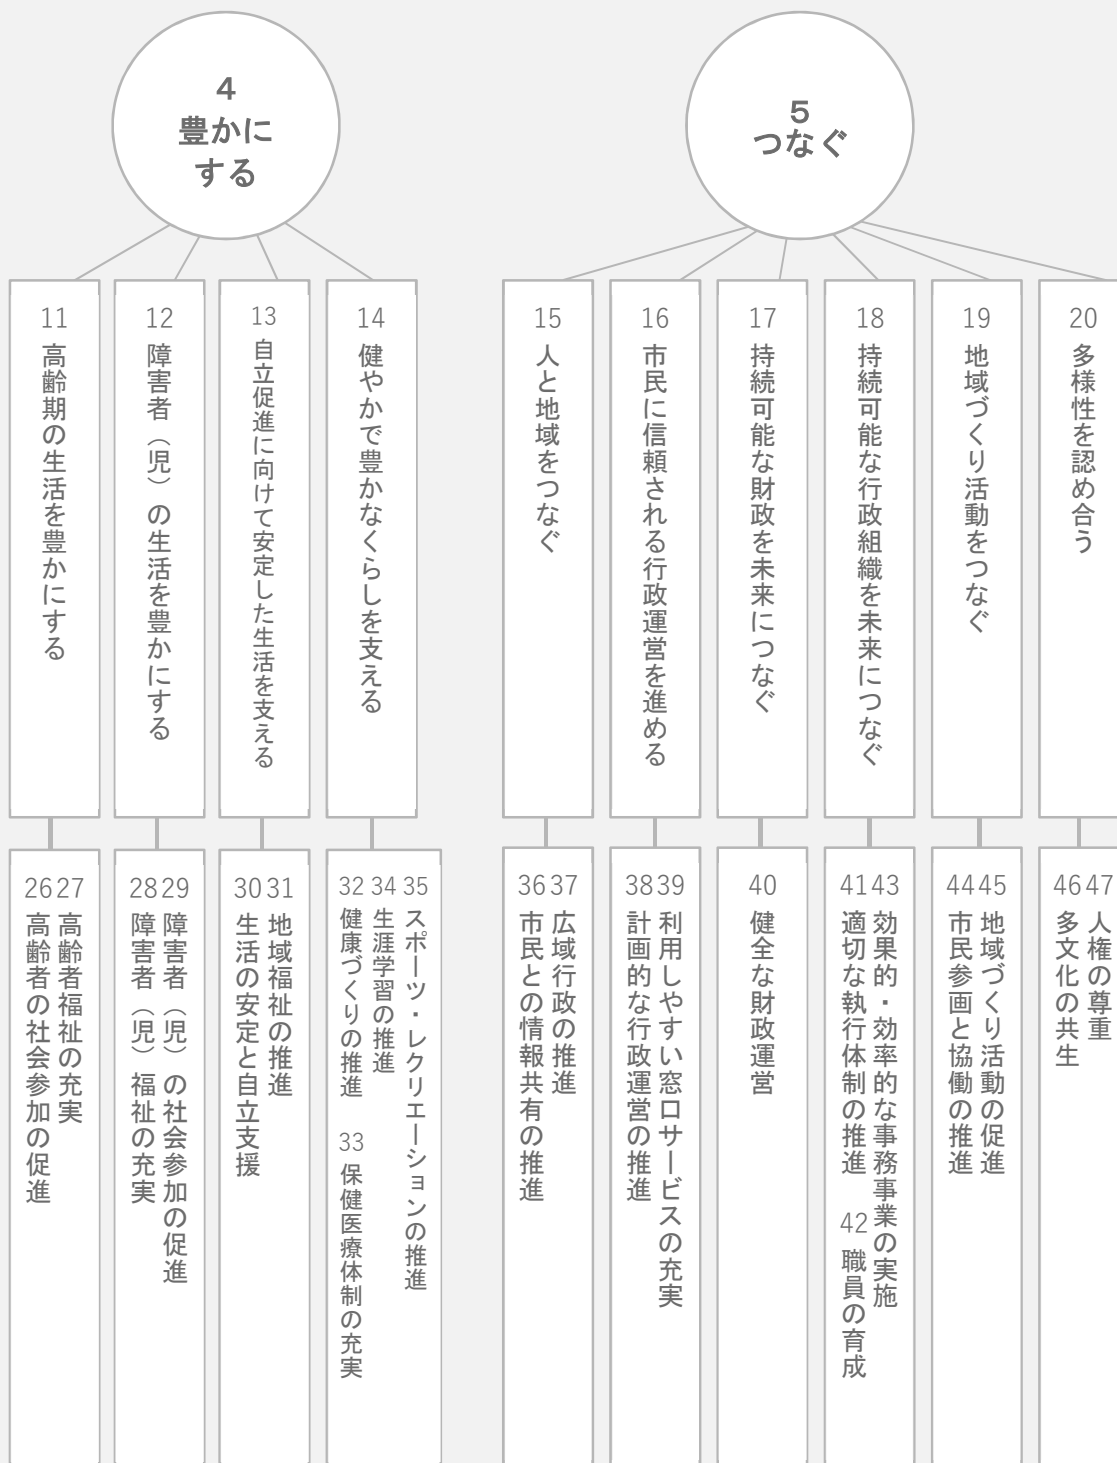 4
豊かに
する
5
つなぐ
11 高齢期の生活を豊かにする
12 障害者（児）の生活を豊かにする
13 自立促進に向けて安定した生活を支える
14 健やかで豊かなくらしを支える
15 人と地域をつなぐ
16 市民に信頼される行政運営を進める
17 持続可能な財政を未来につなぐ
18 持続可能な行政組織を未来につなぐ
19 地域づくり活動をつなぐ
20 多様性を認め合う
26 高齢者の社会参加の促進
27 高齢者福祉の充実
28 障害者（児）福祉の充実
29 障害者（児）の社会参加の促進
30 生活の安定と自立支援
31 地域福祉の推進
32 健康づくりの推進
33 保健医療体制の充実
34 生涯学習の推進
35 スポーツ・レクリエーションの推進
36 市民との情報共有の推進
37 広域行政の推進
38 計画的な行政運営の推進
39 利用しやすい窓口サービスの充実
40 健全な財政運営
41 適切な執行体制の推進
42 職員の育成
43 効果的・効率的な事務事業の実施
44 市民参画と協働の推進
45 地域づくり活動の促進
46 多文化の共生
47 人権の尊重